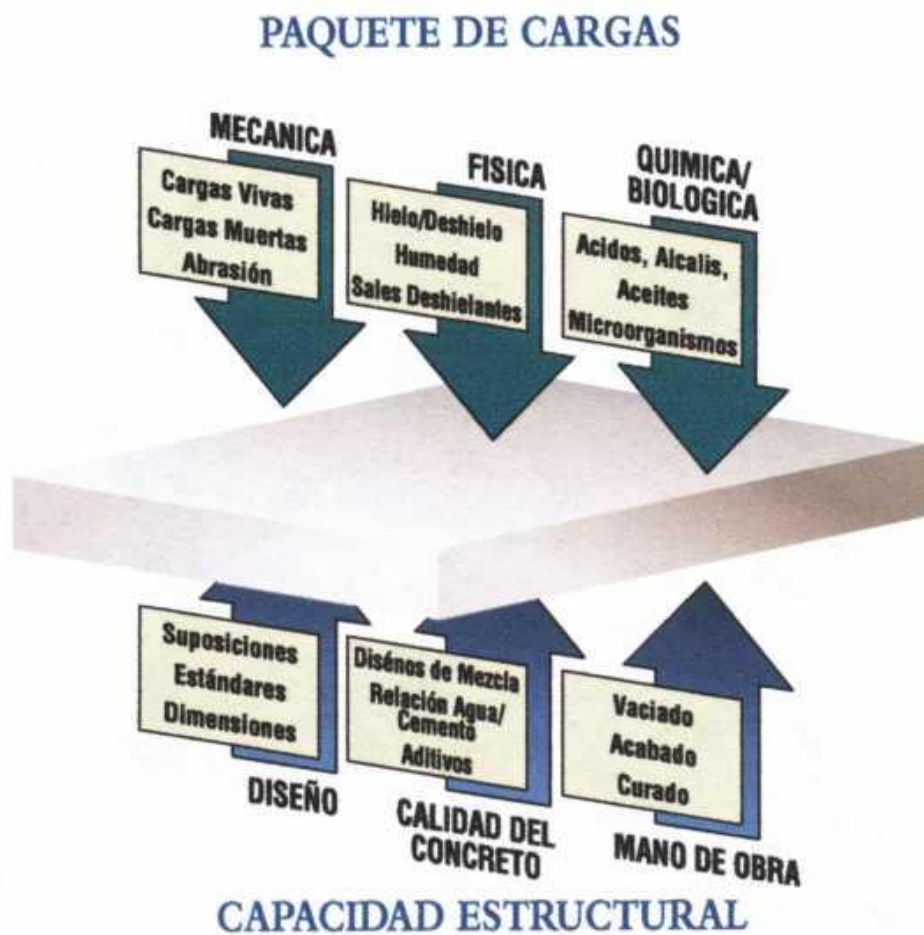 PAQUETE DE CARGAS
MECANICA
Cargas Vivas
Cargas Muertas
Abrasión
FISICA
Hielo/Deshielo
Humedad
Sales Deshielantes
QUIMICA/
BIOLOGICA
Acidos, Alcalis,
Aceites
Microorganismos
Suposiciones
Estándares
Dimensiones
DISEÑO
Disénos de Mezcla
Relación Agua/
Cemento
Aditivos
CALIDAD DEL
CONCRETO
Vaciado
Acabado
Curado
MANO DE OBRA
CAPACIDAD ESTRUCTURAL